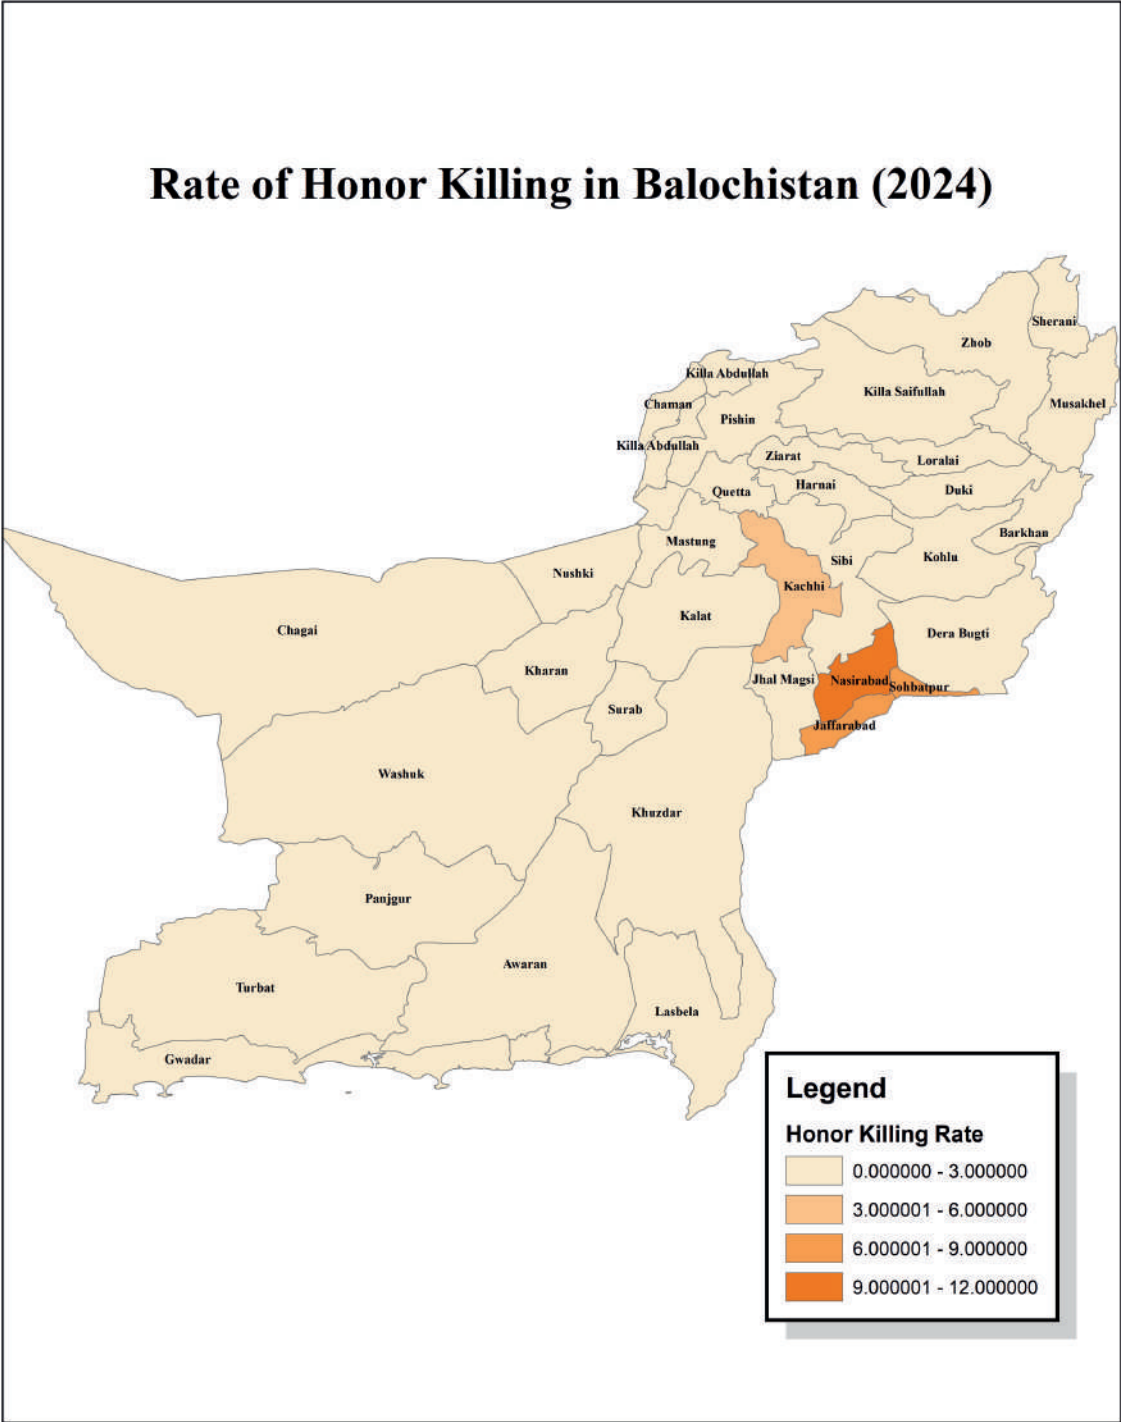 Rate of Honor Killing in Balochistan (2024)
Sherani
Zhob
Killa Abdullah
Killa Saifullah
Chaman
Musakhel
Pishin
Killa Abdullah
Ziarat
Loralai
Harnai
Quetta
Duki
Barkhan
Mastung
Kohlu
Sibi
Nushki
Kachhi
Kalat
Chagai
Dera Bugti
Kharan
Jhal Magsi
Nasirabad
Sohbatpur
Surab
Jaffarabad
Washuk
Khuzdar
Panjgur
Awaran
Turbat
Lasbela
Gwadar
Legend
Honor Killing Rate
0.000000 - 3.000000
3.000001 - 6.000000
6.000001 - 9.000000
9.000001 - 12.000000